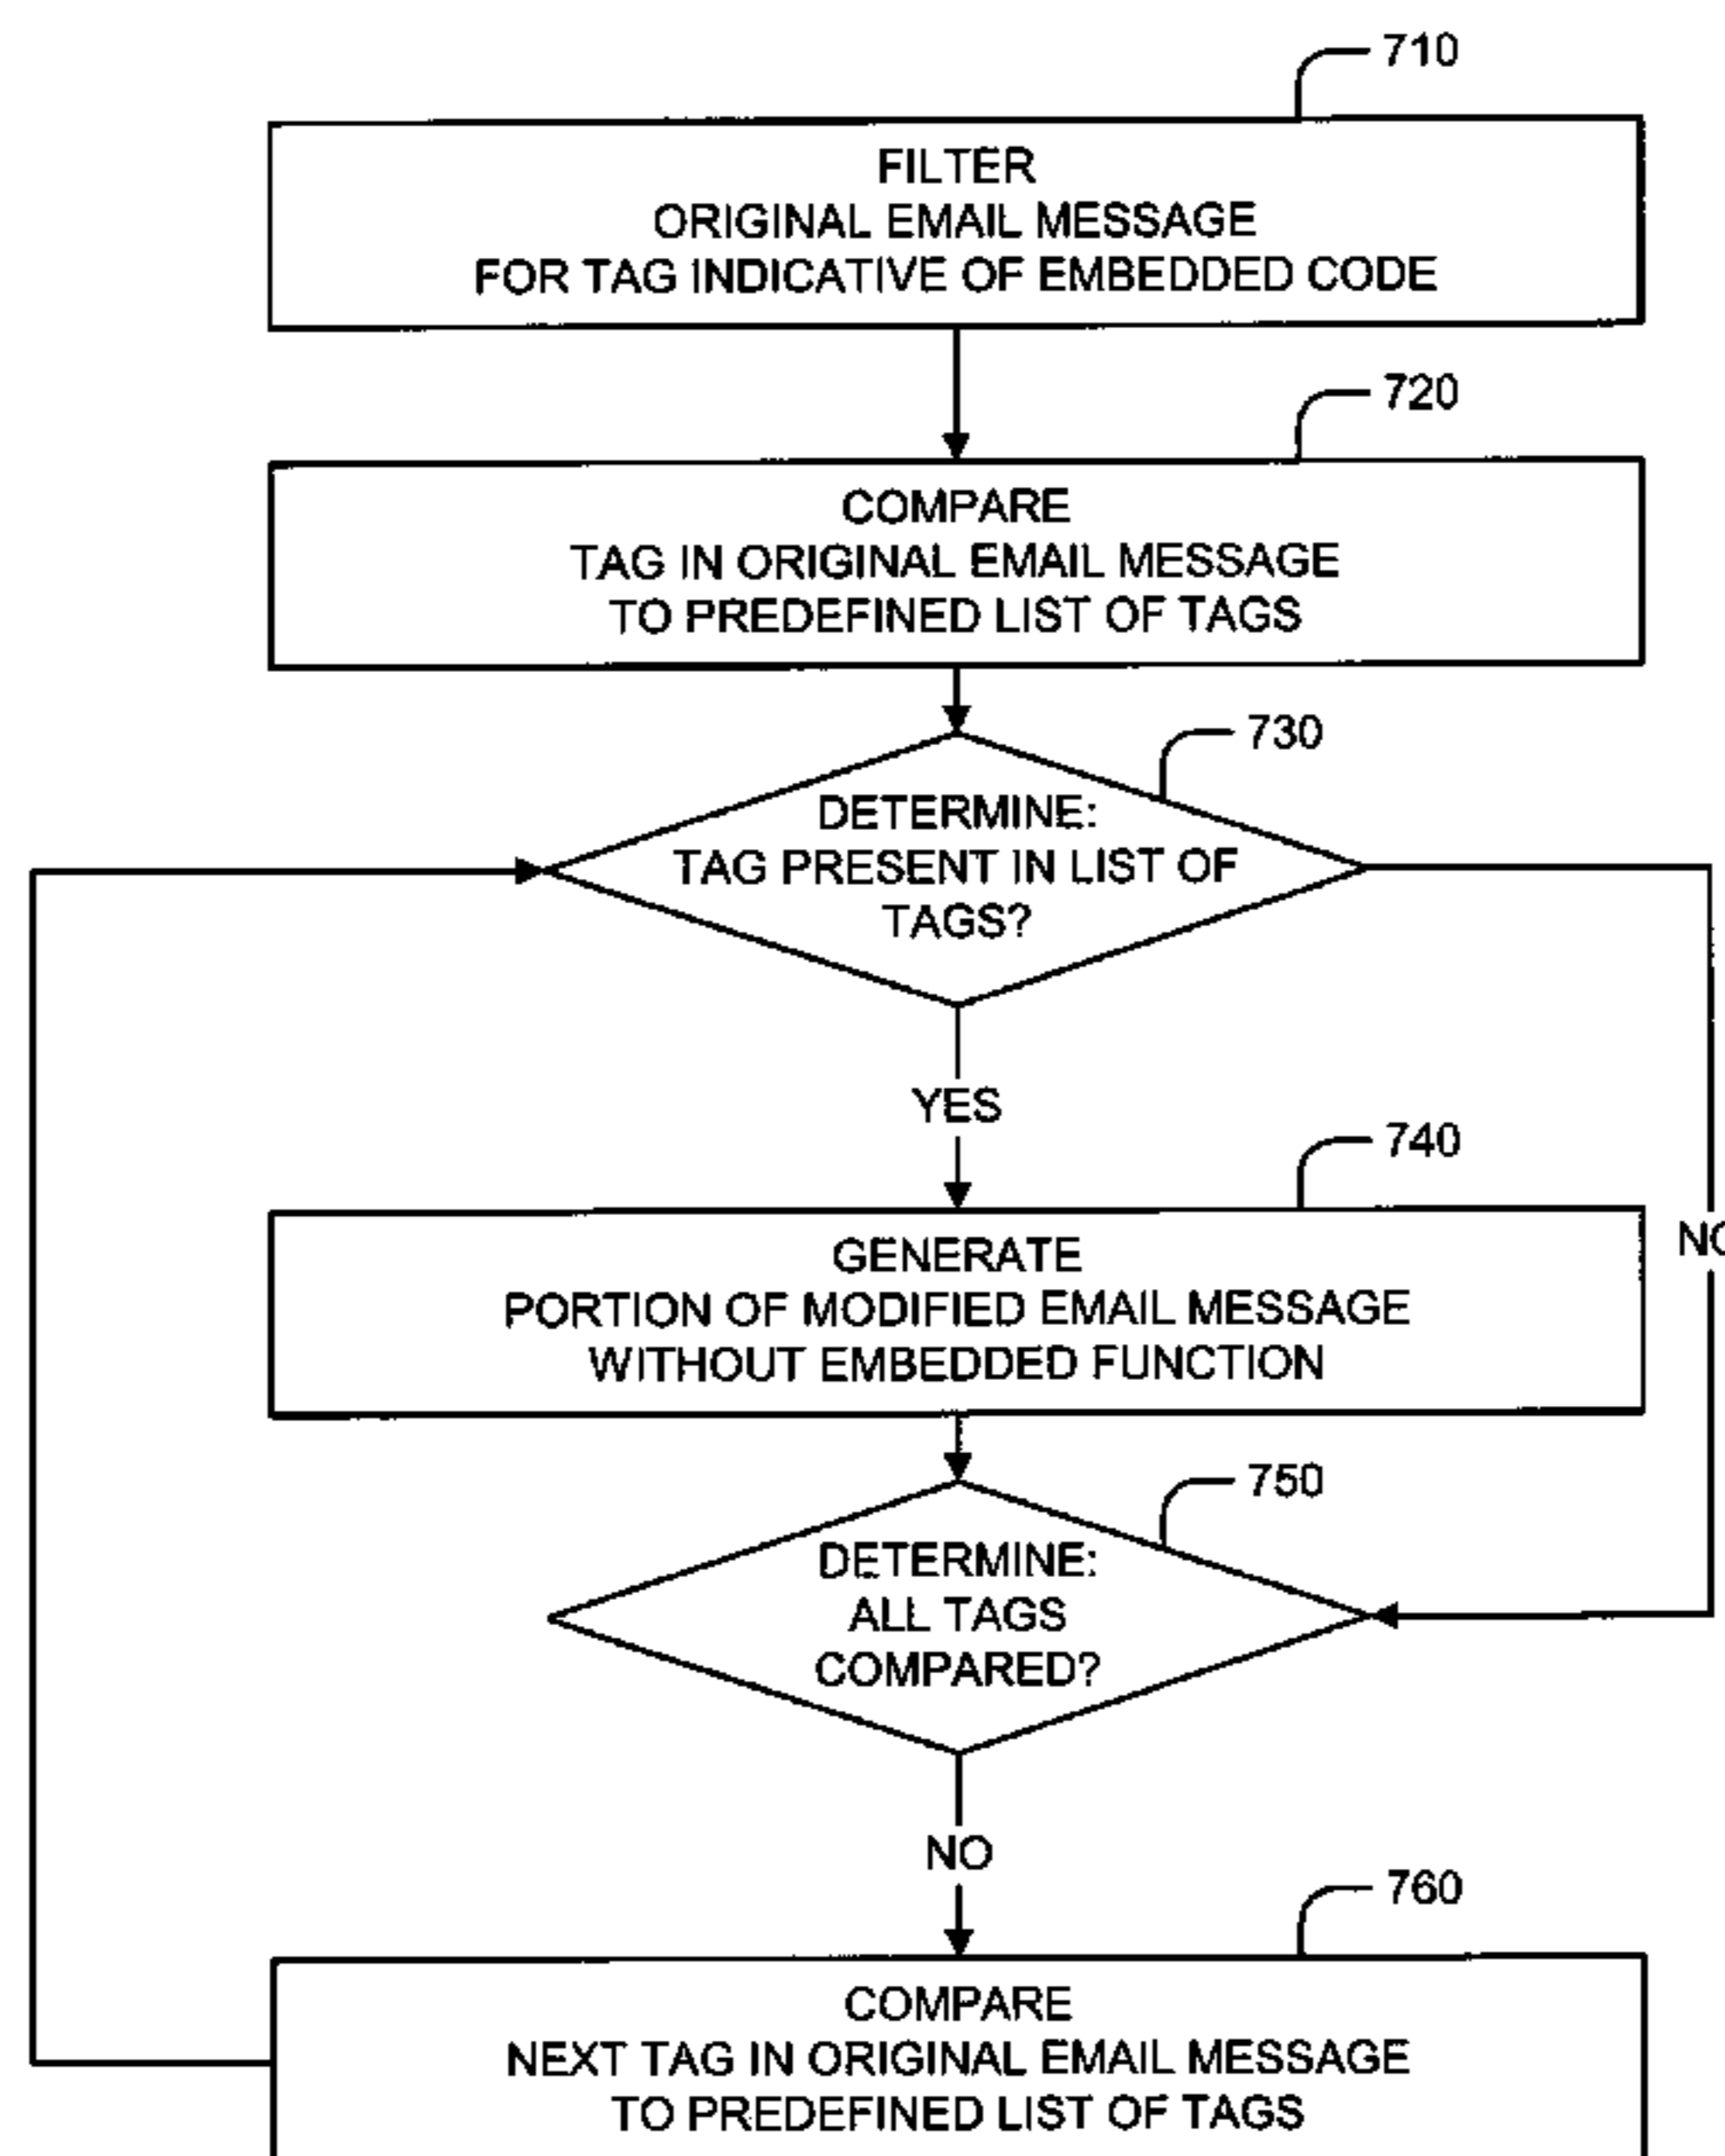 710
FILTER
ORIGINAL EMAIL MESSAGE
FOR TAG INDICATIVE OF EMBEDDED CODE
720
COMPARE
TAG IN ORIGINAL EMAIL MESSAGE
TO PREDEFINED LIST OF TAGS
730
DETERMINE:
TAG PRESENT IN LIST OF
TAGS?
YES
740
NO
GENERATE
PORTION OF MODIFIED EMAIL MESSAGE
WITHOUT EMBEDDED FUNCTION
750
DETERMINE:
ALL TAGS
COMPARED?
NO
760
COMPARE
NEXT TAG IN ORIGINAL EMAIL MESSAGE
TO PREDEFINED LIST OF TAGS